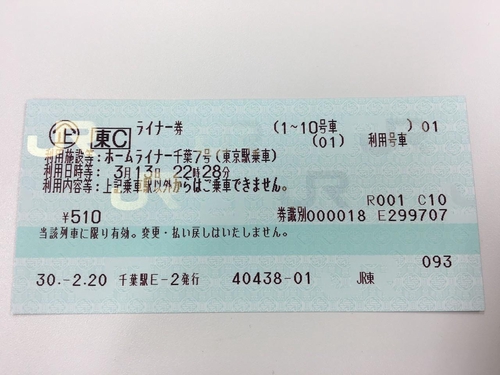 上 東C ライナー券 (1~10号車 )01
(01) 利用号車
利用施設等:ホームライナー千葉7号(東京駅乗車)
利用日時等: 3月13日 22時28分
利用内容等:上記乗車駅以外からはご乗車できません。
R001 C10
¥510 券識別000018 E299707
当該列車に限り有効。変更・払い戻しはいたしません。
093
30.-2.20 千葉駅E-2発行 40438-01 JR東